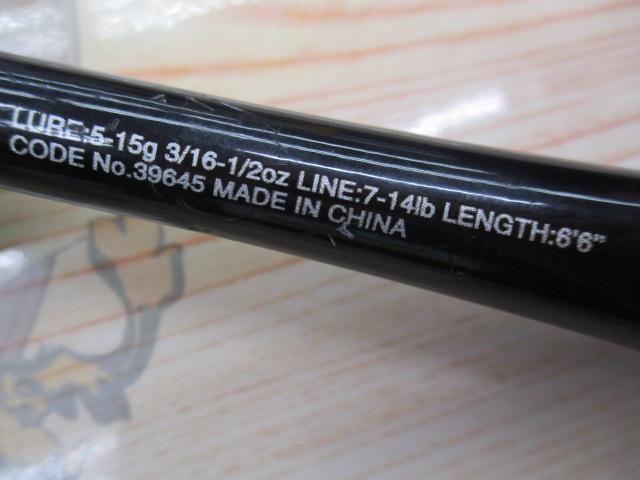 LURE:5-15g 3/16-1/2oz LINE:7-14lb LENGTH:6'6"
CODE No.39645 MADE IN CHINA